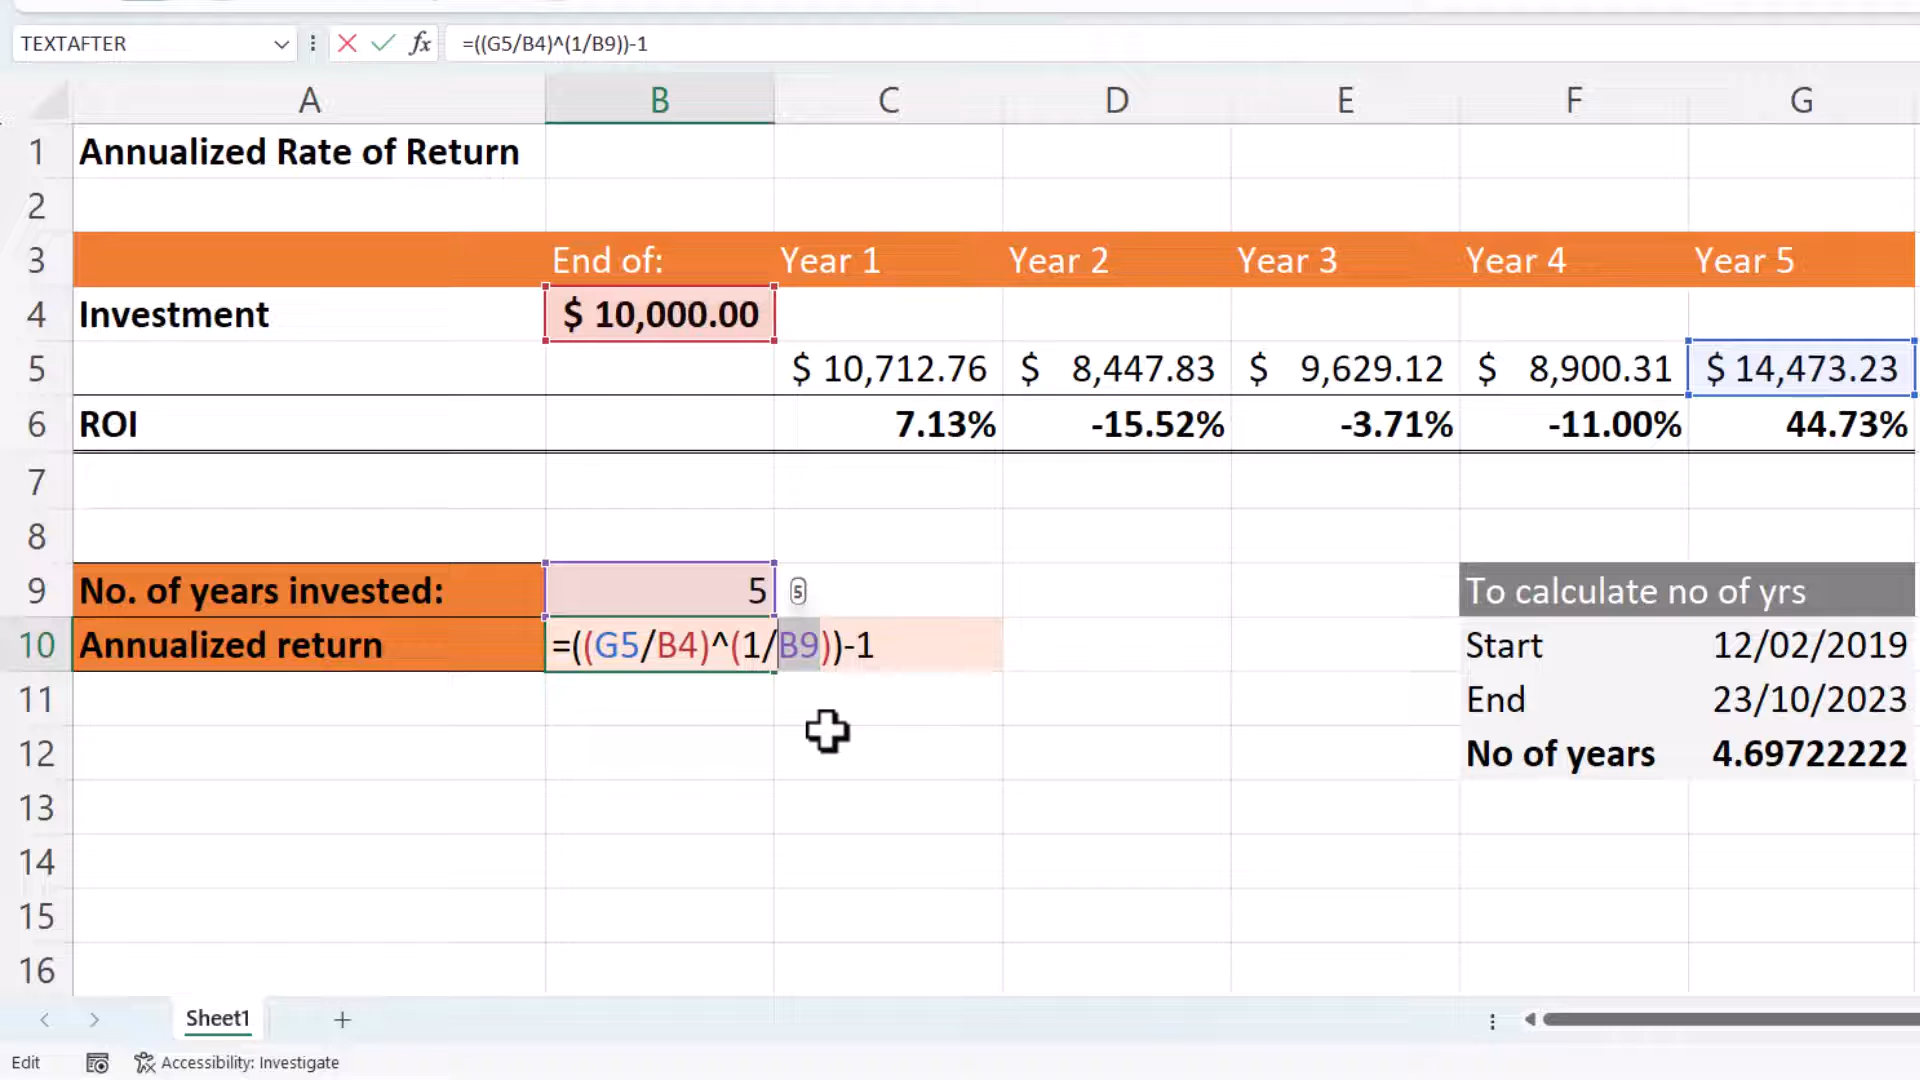 TEXTAFTER fx =((G5/B4)^(1/B9))-1
A B C D E F G
1 Annualized Rate of Return
2
3 End of: Year 1 Year 2 Year 3 Year 4 Year 5
4 Investment $ 10,000.00
5 $ 10,712.76 $ 8,447.83 $ 9,629.12 $ 8,900.31 $ 14,473.23
6 ROI 7.13% -15.52% -3.71% -11.00% 44.73%
7
8
9 No. of years invested: 5 5 To calculate no of yrs
10 Annualized return =((G5/B4)^(1/B9))-1 Start 12/02/2019
11 End 23/10/2023
12 No of years 4.69722222
13
14
15
16
Sheet1
Edit Accessibility: Investigate